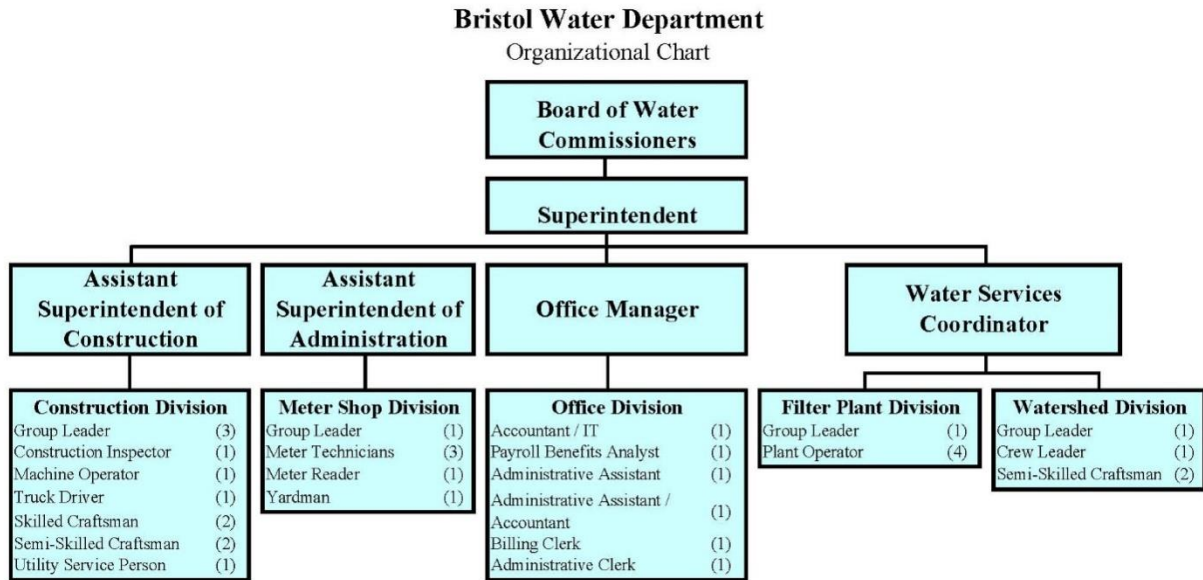 Bristol Water Department
Organizational Chart
Board of Water
Commissioners
Superintendent
Assistant
Superintendent of
Construction
Assistant
Superintendent of
Administration
Office Manager
Water Services
Coordinator
Construction Division
Group Leader (3)
Construction Inspector (1)
Machine Operator (1)
Truck Driver (1)
Skilled Craftsman (2)
Semi-Skilled Craftsman (2)
Utility Service Person (1)
Meter Shop Division
Group Leader (1)
Meter Technicians (3)
Meter Reader (1)
Yardman (1)
Office Division
Accountant / IT (1)
Payroll Benefits Analyst (1)
Administrative Assistant (1)
Administrative Assistant /
Accountant (1)
Billing Clerk (1)
Administrative Clerk (1)
Filter Plant Division
Group Leader (1)
Plant Operator (4)
Watershed Division
Group Leader (1)
Crew Leader (1)
Semi-Skilled Craftsman (2)